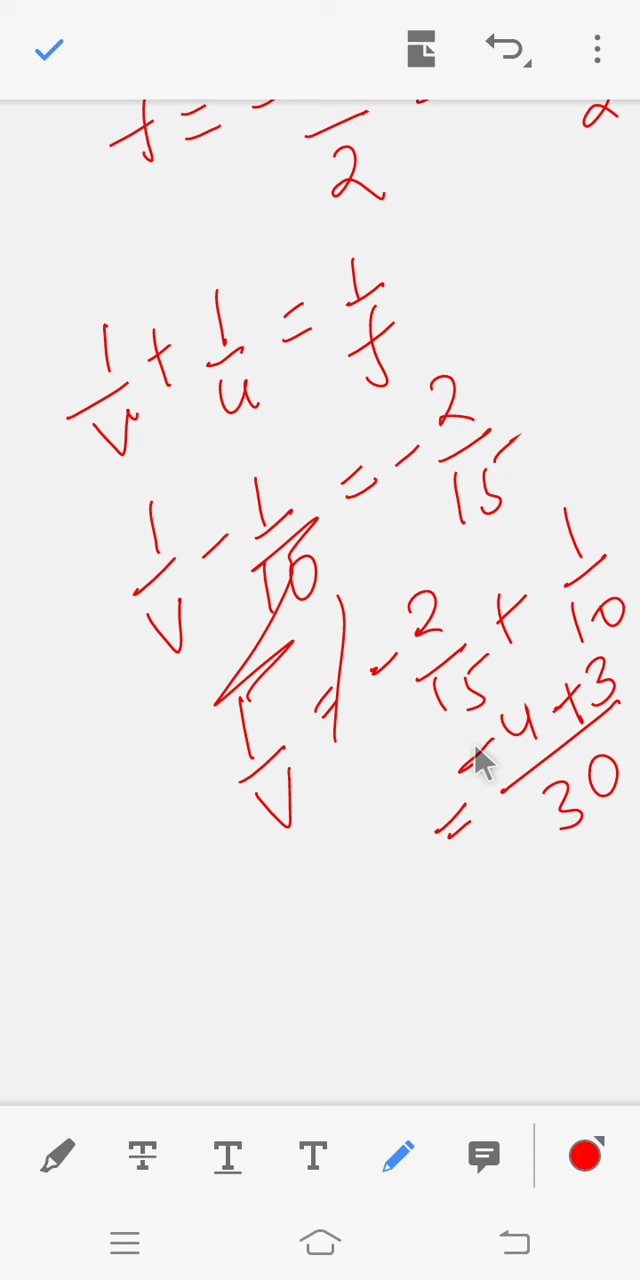 f = - /2
1/v + 1/u = 1/f
1/v - 1/10 = - 2/15
1/v = - 2/15 + 1/10
= -4+3/30
T T T